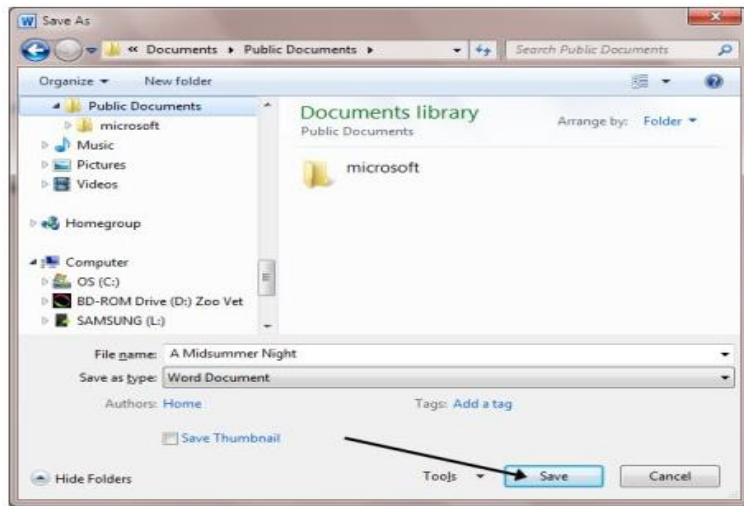 Save As
« Documents Public Documents Search Public Documents
Organize New folder
Public Documents
microsoft
Music
Pictures
Videos
Homegroup
Computer
OS (C:)
BD-ROM Drive (D:) Zoo Vet
SAMSUNG (L:)
Documents library
Public Documents
Arrange by: Folder
microsoft
File name: A Midsummer Night
Save as type: Word Document
Authors: Home Tags: Add a tag
Save Thumbnail
Hide Folders Tools Save Cancel